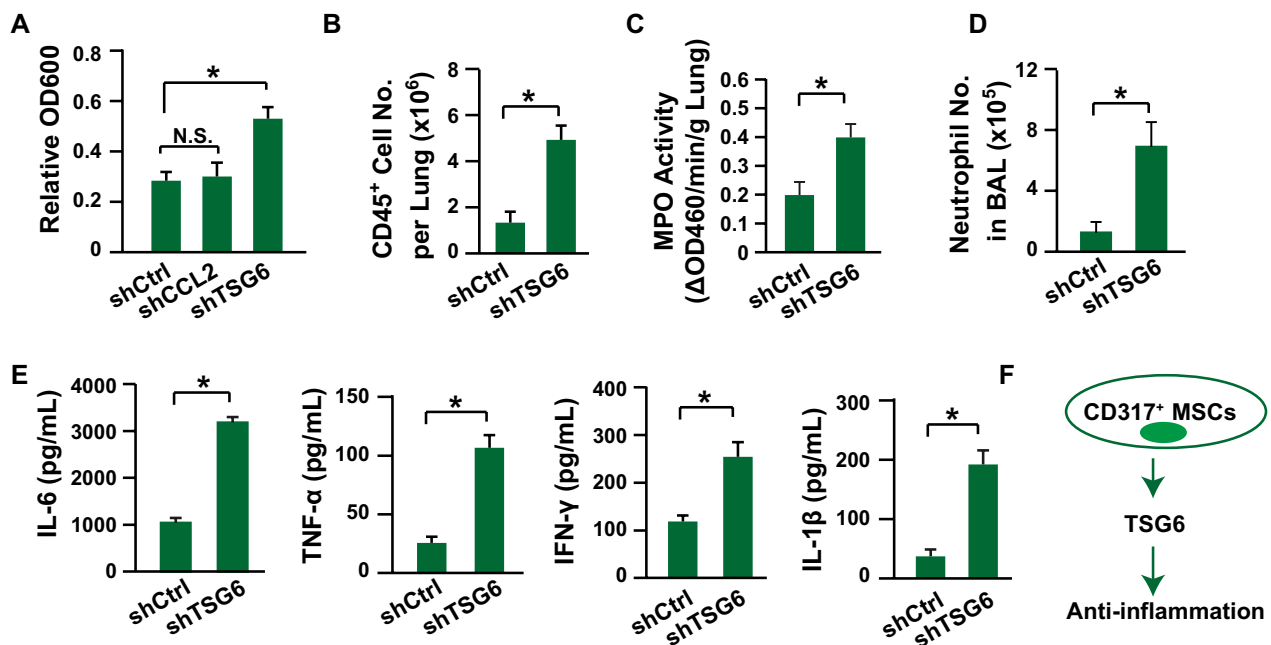 A
Relative OD600
0.8
0.6
0.4
0.2
0
*
N.S.
shCtrl
shCCL2
shTSG6
B
CD45⁺ Cell No.
per Lung (x10⁶)
8
6
4
2
0
*
shCtrl
shTSG6
C
MPO Activity
(ΔOD460/min/g Lung)
0.6
0.5
0.4
0.3
0.2
0.1
0
*
shCtrl
shTSG6
D
Neutrophil No.
in BAL (x10⁵)
12
8
4
0
*
shCtrl
shTSG6
E
IL-6 (pg/mL)
4000
3000
2000
1000
0
*
shCtrl
shTSG6
TNF-α (pg/mL)
150
100
50
0
*
shCtrl
shTSG6
IFN-γ (pg/mL)
400
300
200
100
0
*
shCtrl
shTSG6
IL-1β (pg/mL)
300
200
100
0
*
shCtrl
shTSG6
F
CD317⁺ MSCs
TSG6
Anti-inflammation